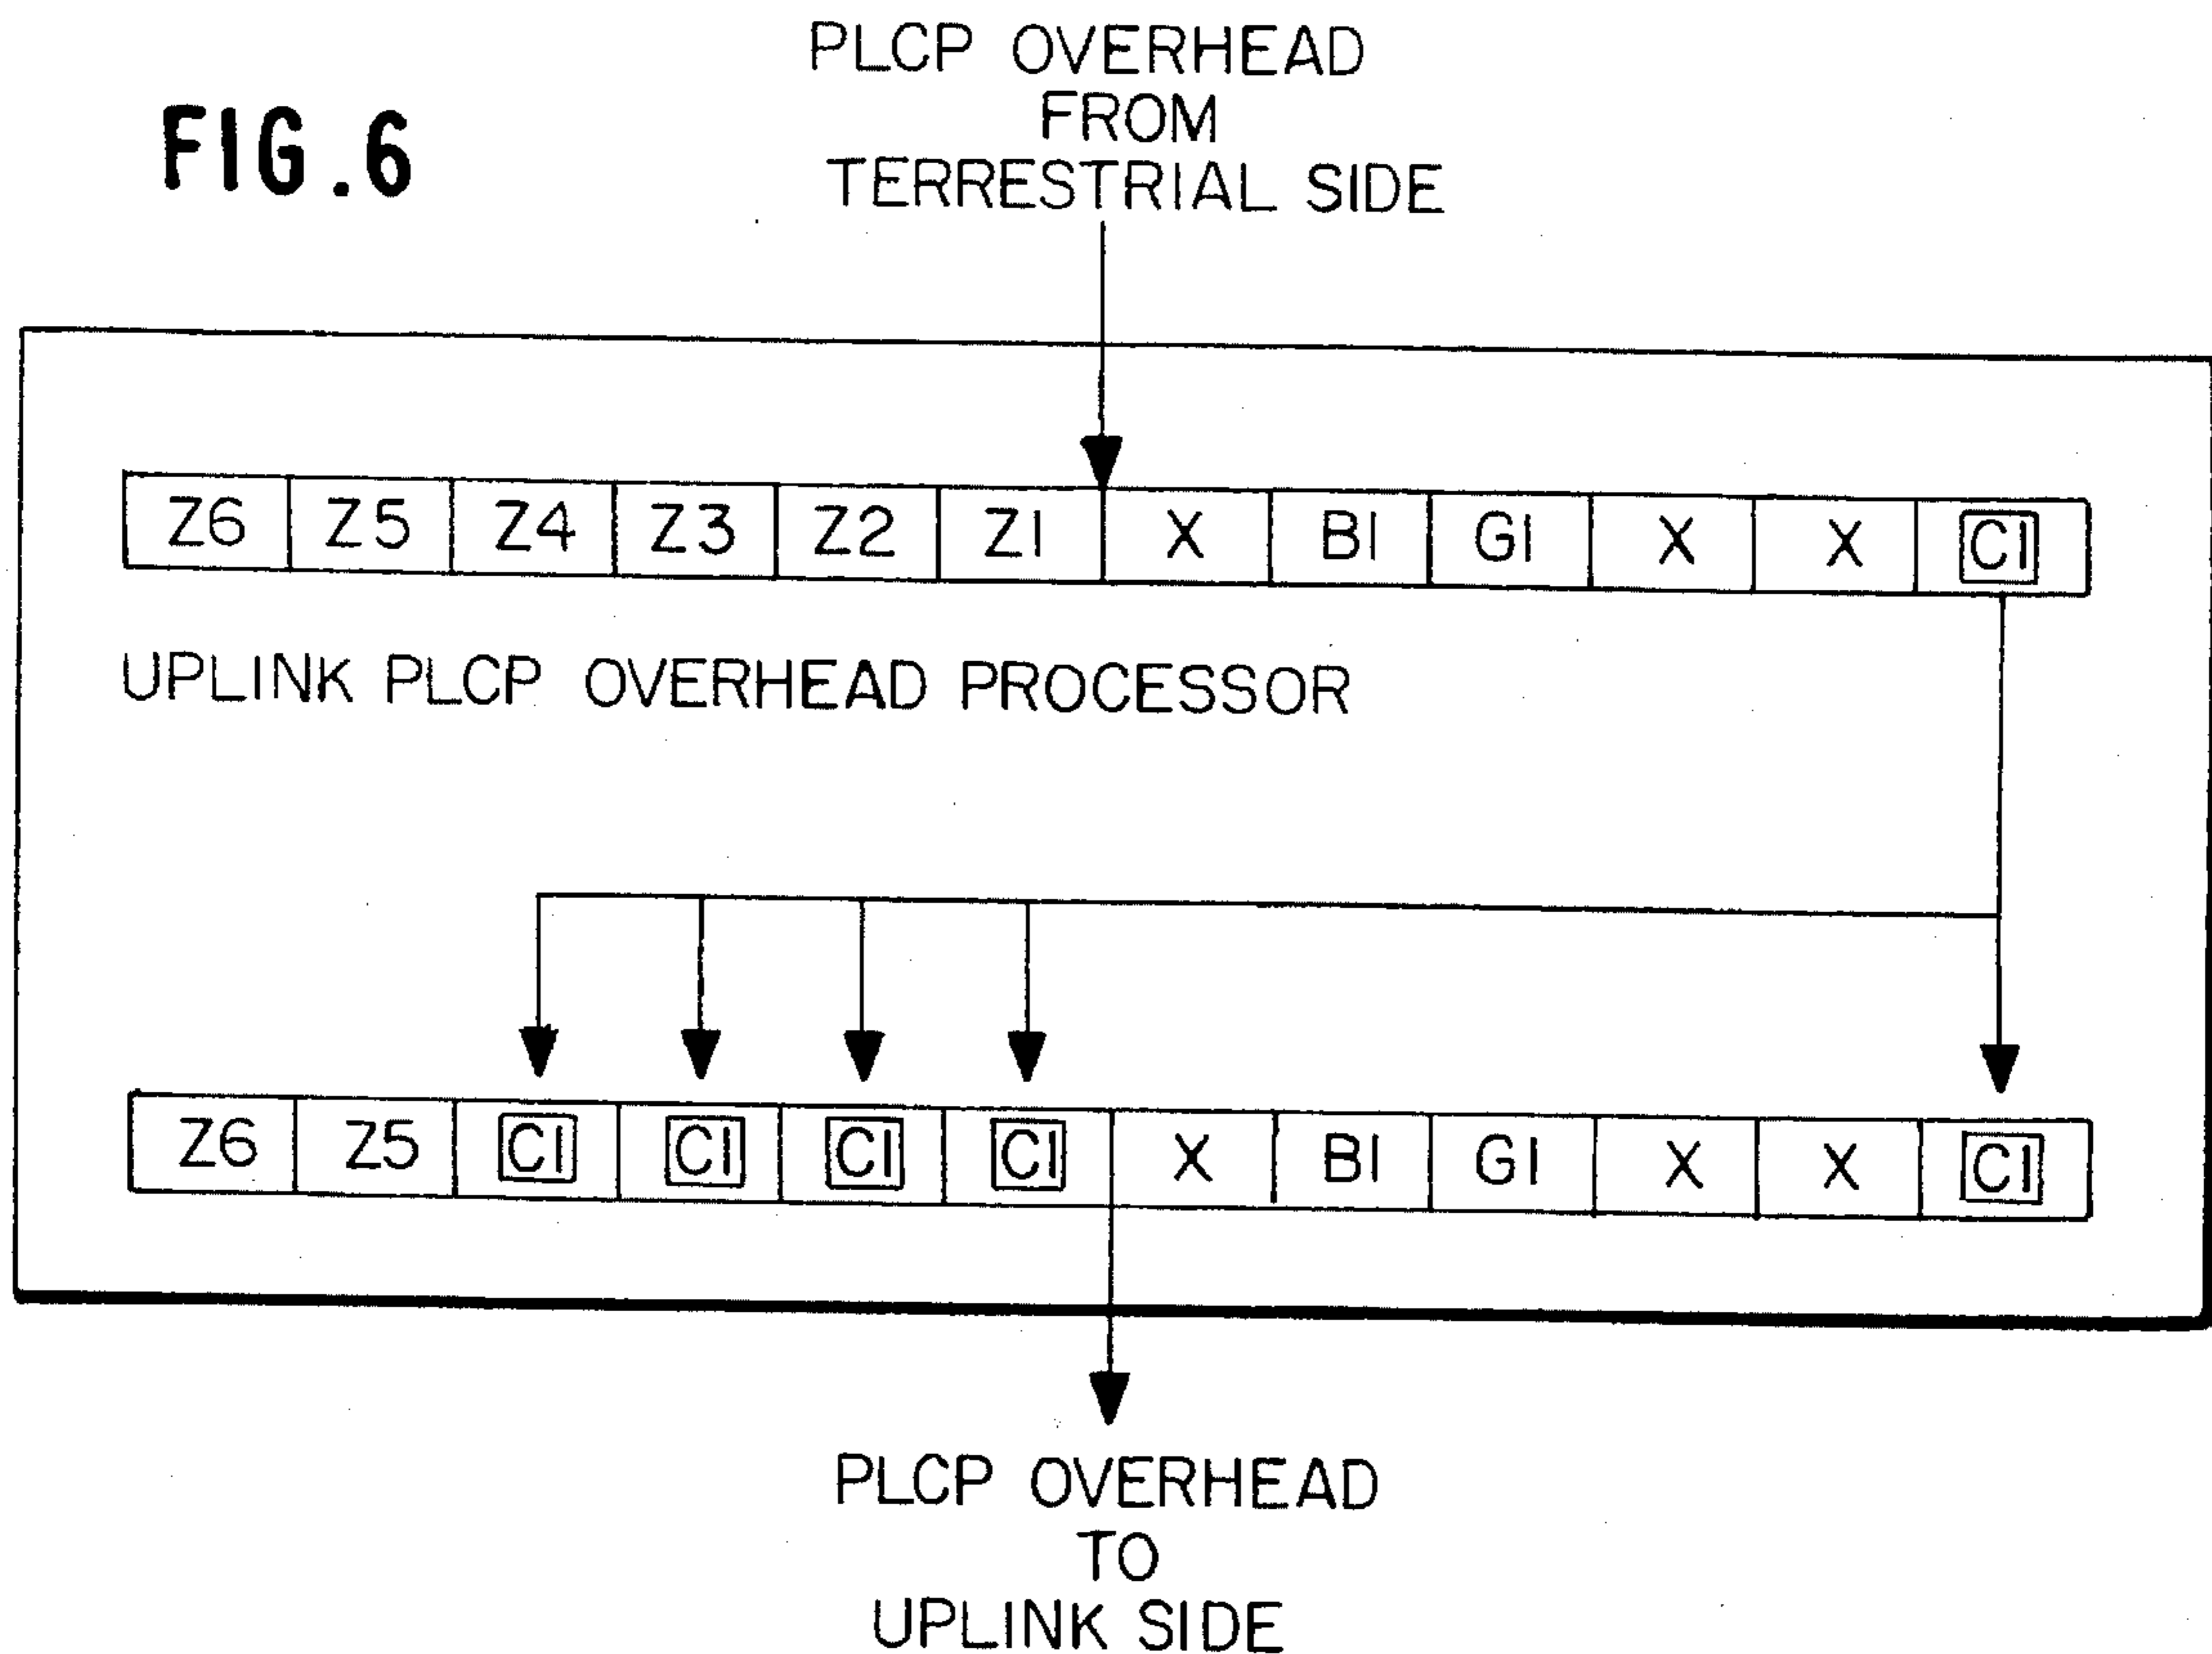 PLCP OVERHEAD
FROM
TERRESTRIAL SIDE
FIG.6
Z6 Z5 Z4 Z3 Z2 Z1 X B1 G1 X X C1
UPLINK PLCP OVERHEAD PROCESSOR
Z6 Z5 C1 C1 C1 C1 X B1 G1 X X C1
PLCP OVERHEAD
TO
UPLINK SIDE